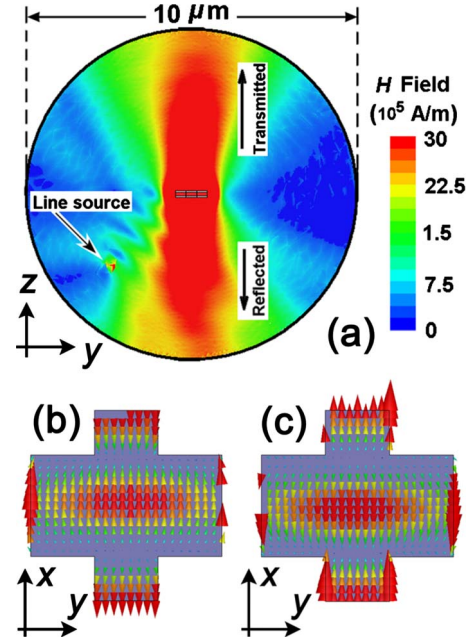 10 μm
H Field
(10⁵ A/m)
30
22.5
1.5
7.5
0
Transmitted
Line source
Reflected
z
y
(a)
(b)
(c)
x
y
x
y